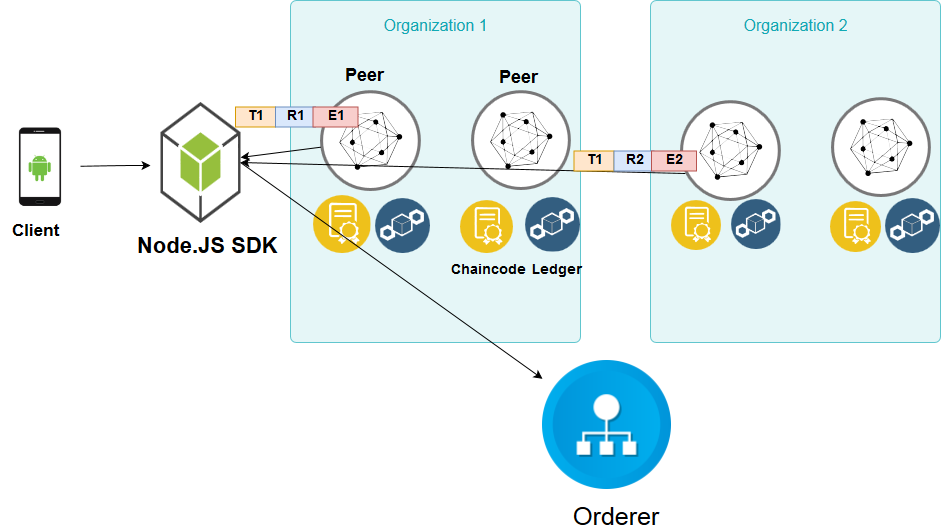 Organization 1
Organization 2
Peer
Peer
T1 R1 E1
T1 R2 E2
Client
Node.JS SDK
Chaincode Ledger
Orderer